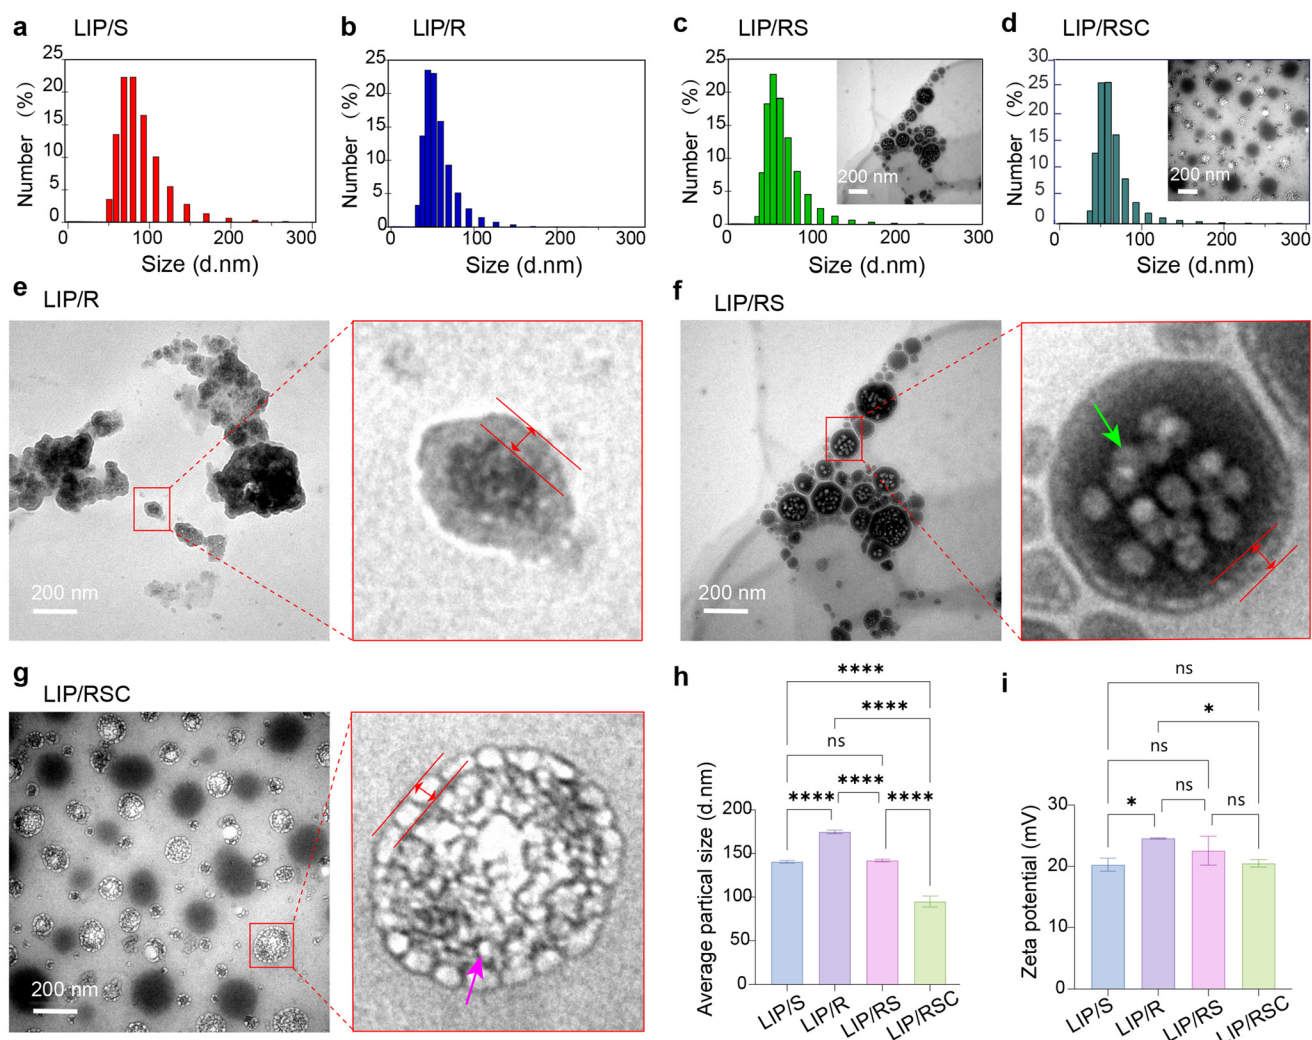 a LIP/S
25
20
15
10
5
0
Number (%)
0 100 200 300
Size (d.nm)
b LIP/R
25
20
15
10
5
0
Number (%)
0 100 200 300
Size (d.nm)
c LIP/RS
25
20
15
10
5
0
Number (%)
200 nm
0 100 200 300
Size (d.nm)
d LIP/RSC
30
25
20
15
10
5
0
Number (%)
200 nm
0 100 200 300
Size (d.nm)
e LIP/R
200 nm
f LIP/RS
200 nm
g LIP/RSC
200 nm
h
****
****
ns
****
**** ****
200
150
100
50
0
Average partical size (d.nm)
LIP/S LIP/R LIP/RS LIP/RSC
i
ns
*
ns
ns
* ns
30
20
10
0
Zeta potential (mV)
LIP/S LIP/R LIP/RS LIP/RSC